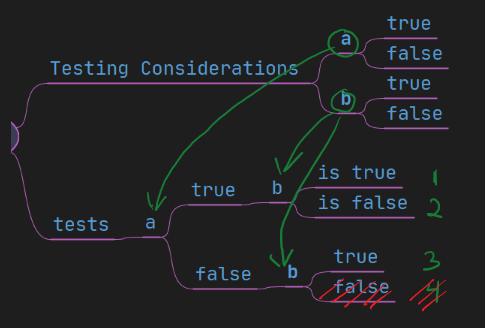 true
a
false
Testing Considerations
true
b
false
is true 1
true b
is false 2
tests a
true 3
false b
false 4